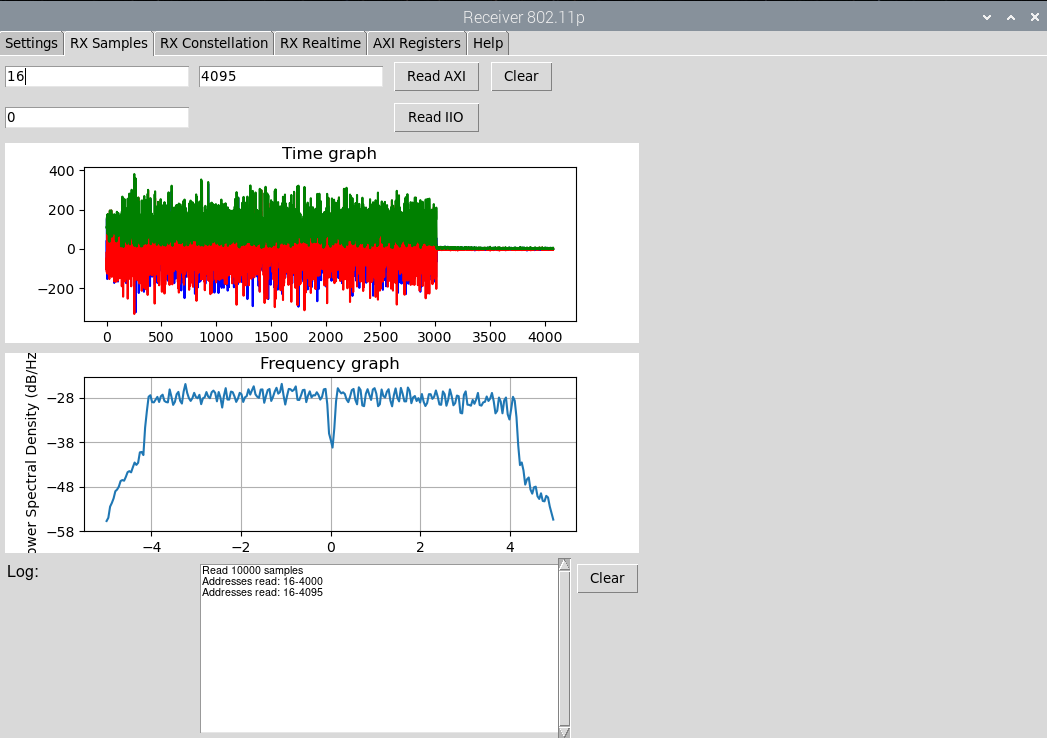 Receiver 802.11p
Settings RX Samples RX Constellation RX Realtime AXI Registers Help
16 4095 Read AXI Clear
0 Read IIO
Time graph
400
200
0
−200
0 500 1000 1500 2000 2500 3000 3500 4000
Frequency graph
ower Spectral Density (dB/Hz
−28
−38
−48
−58
−4 −2 0 2 4
Log:
Read 10000 samples
Addresses read: 16-4000
Addresses read: 16-4095
Clear